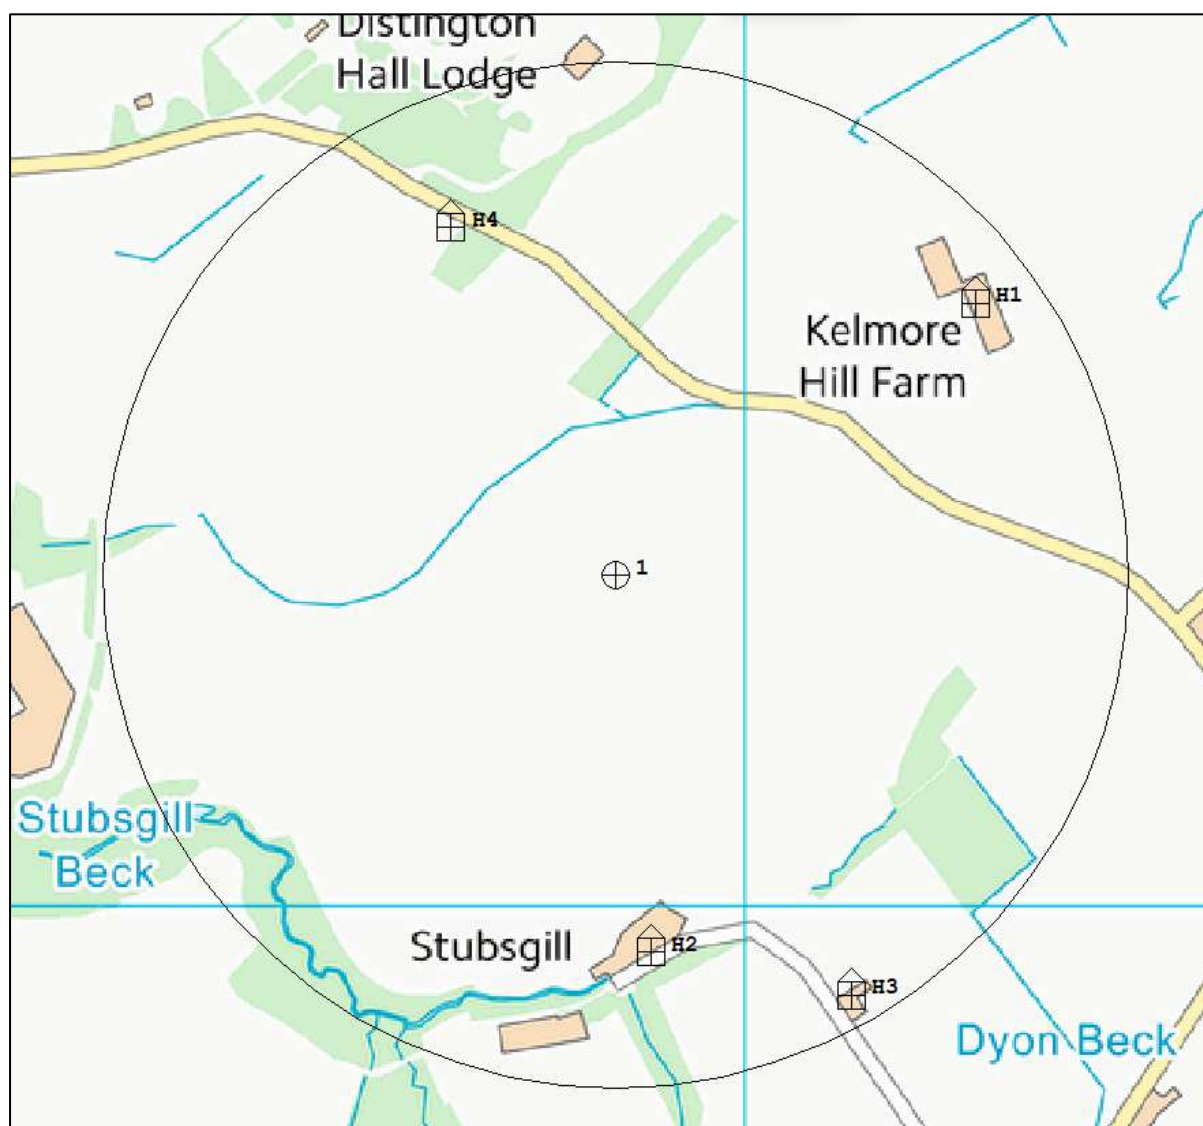 Distington
Hall Lodge
H4
H1
Kelmore
Hill Farm
1
Stubsgill
Beck
Stubsgill
H2
H3
Dyon Beck